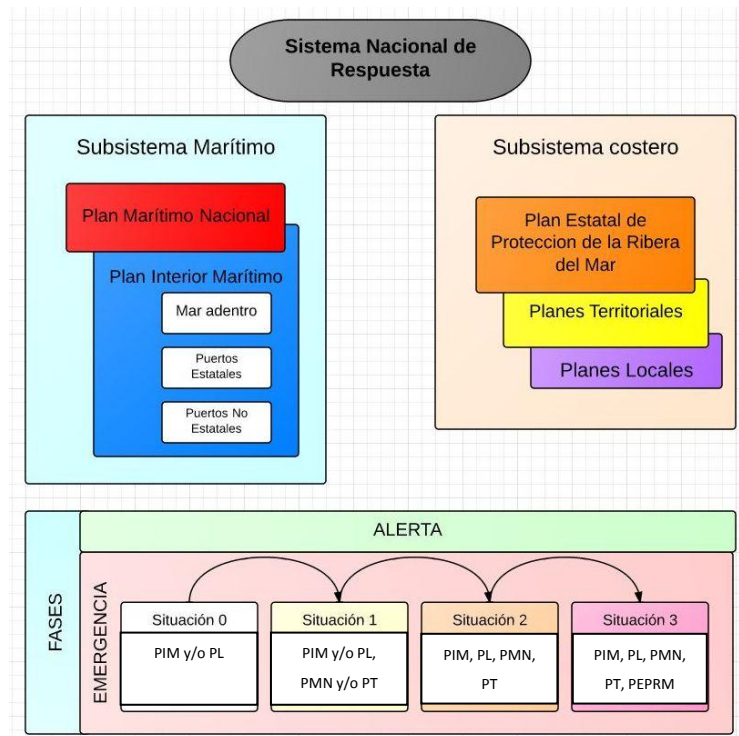 Sistema Nacional de
Respuesta
Subsistema Marítimo
Plan Marítimo Nacional
Plan Interior Marítimo
Mar adentro
Puertos
Estatales
Puertos No
Estatales
Subsistema costero
Plan Estatal de
Proteccion de la Ribera
del Mar
Planes Territoriales
Planes Locales
FASES
ALERTA
EMERGENCIA
Situación 0
PIM y/o PL
Situación 1
PIM y/o PL,
PMN y/o PT
Situación 2
PIM, PL, PMN,
PT
Situación 3
PIM, PL, PMN,
PT, PEPRM